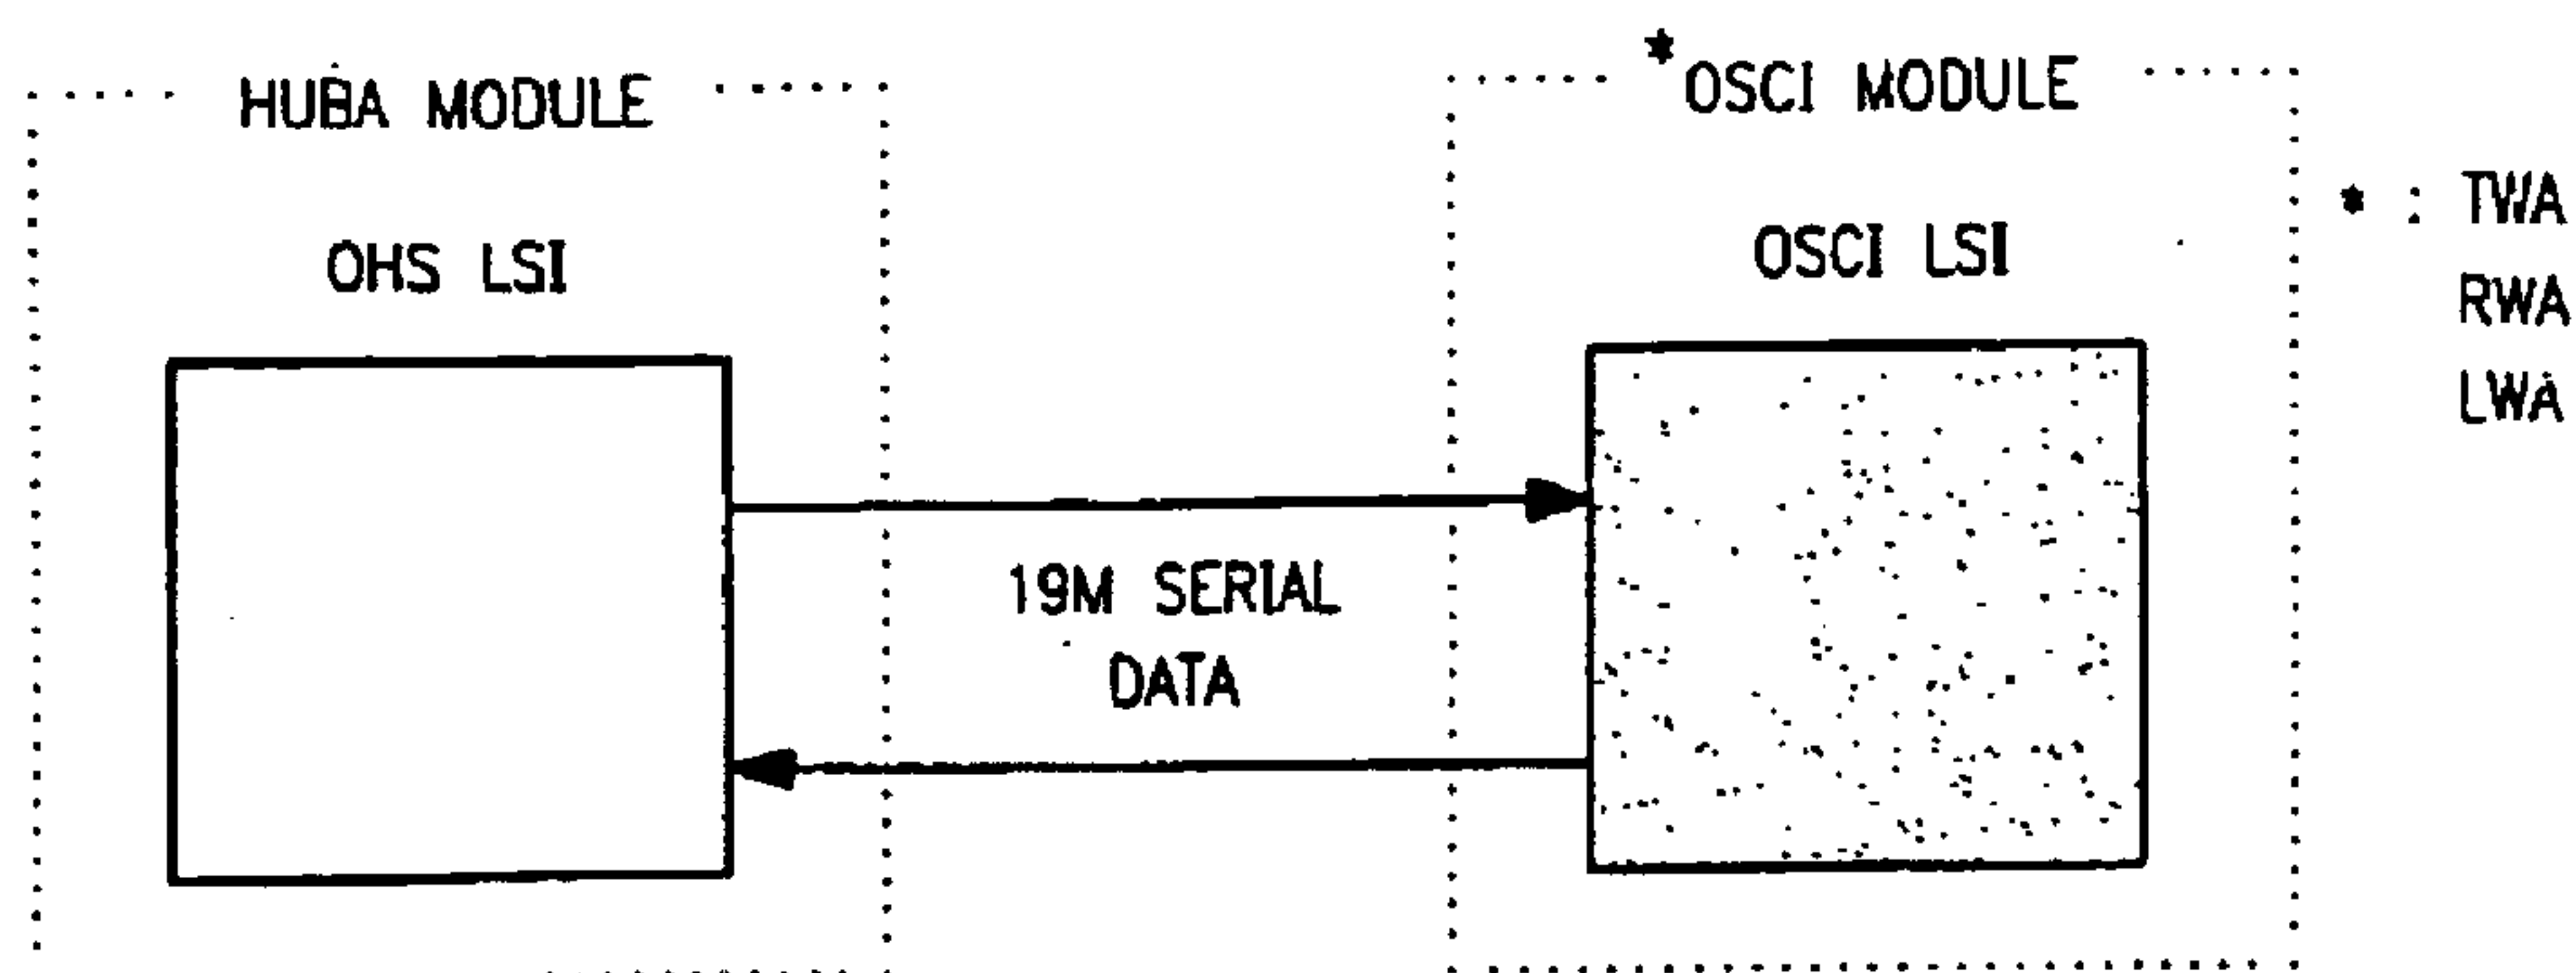 HUBA MODULE
*OSCI MODULE
OHS LSI
OSCI LSI
* : TWA
RWA
LWA
19M SERIAL
DATA